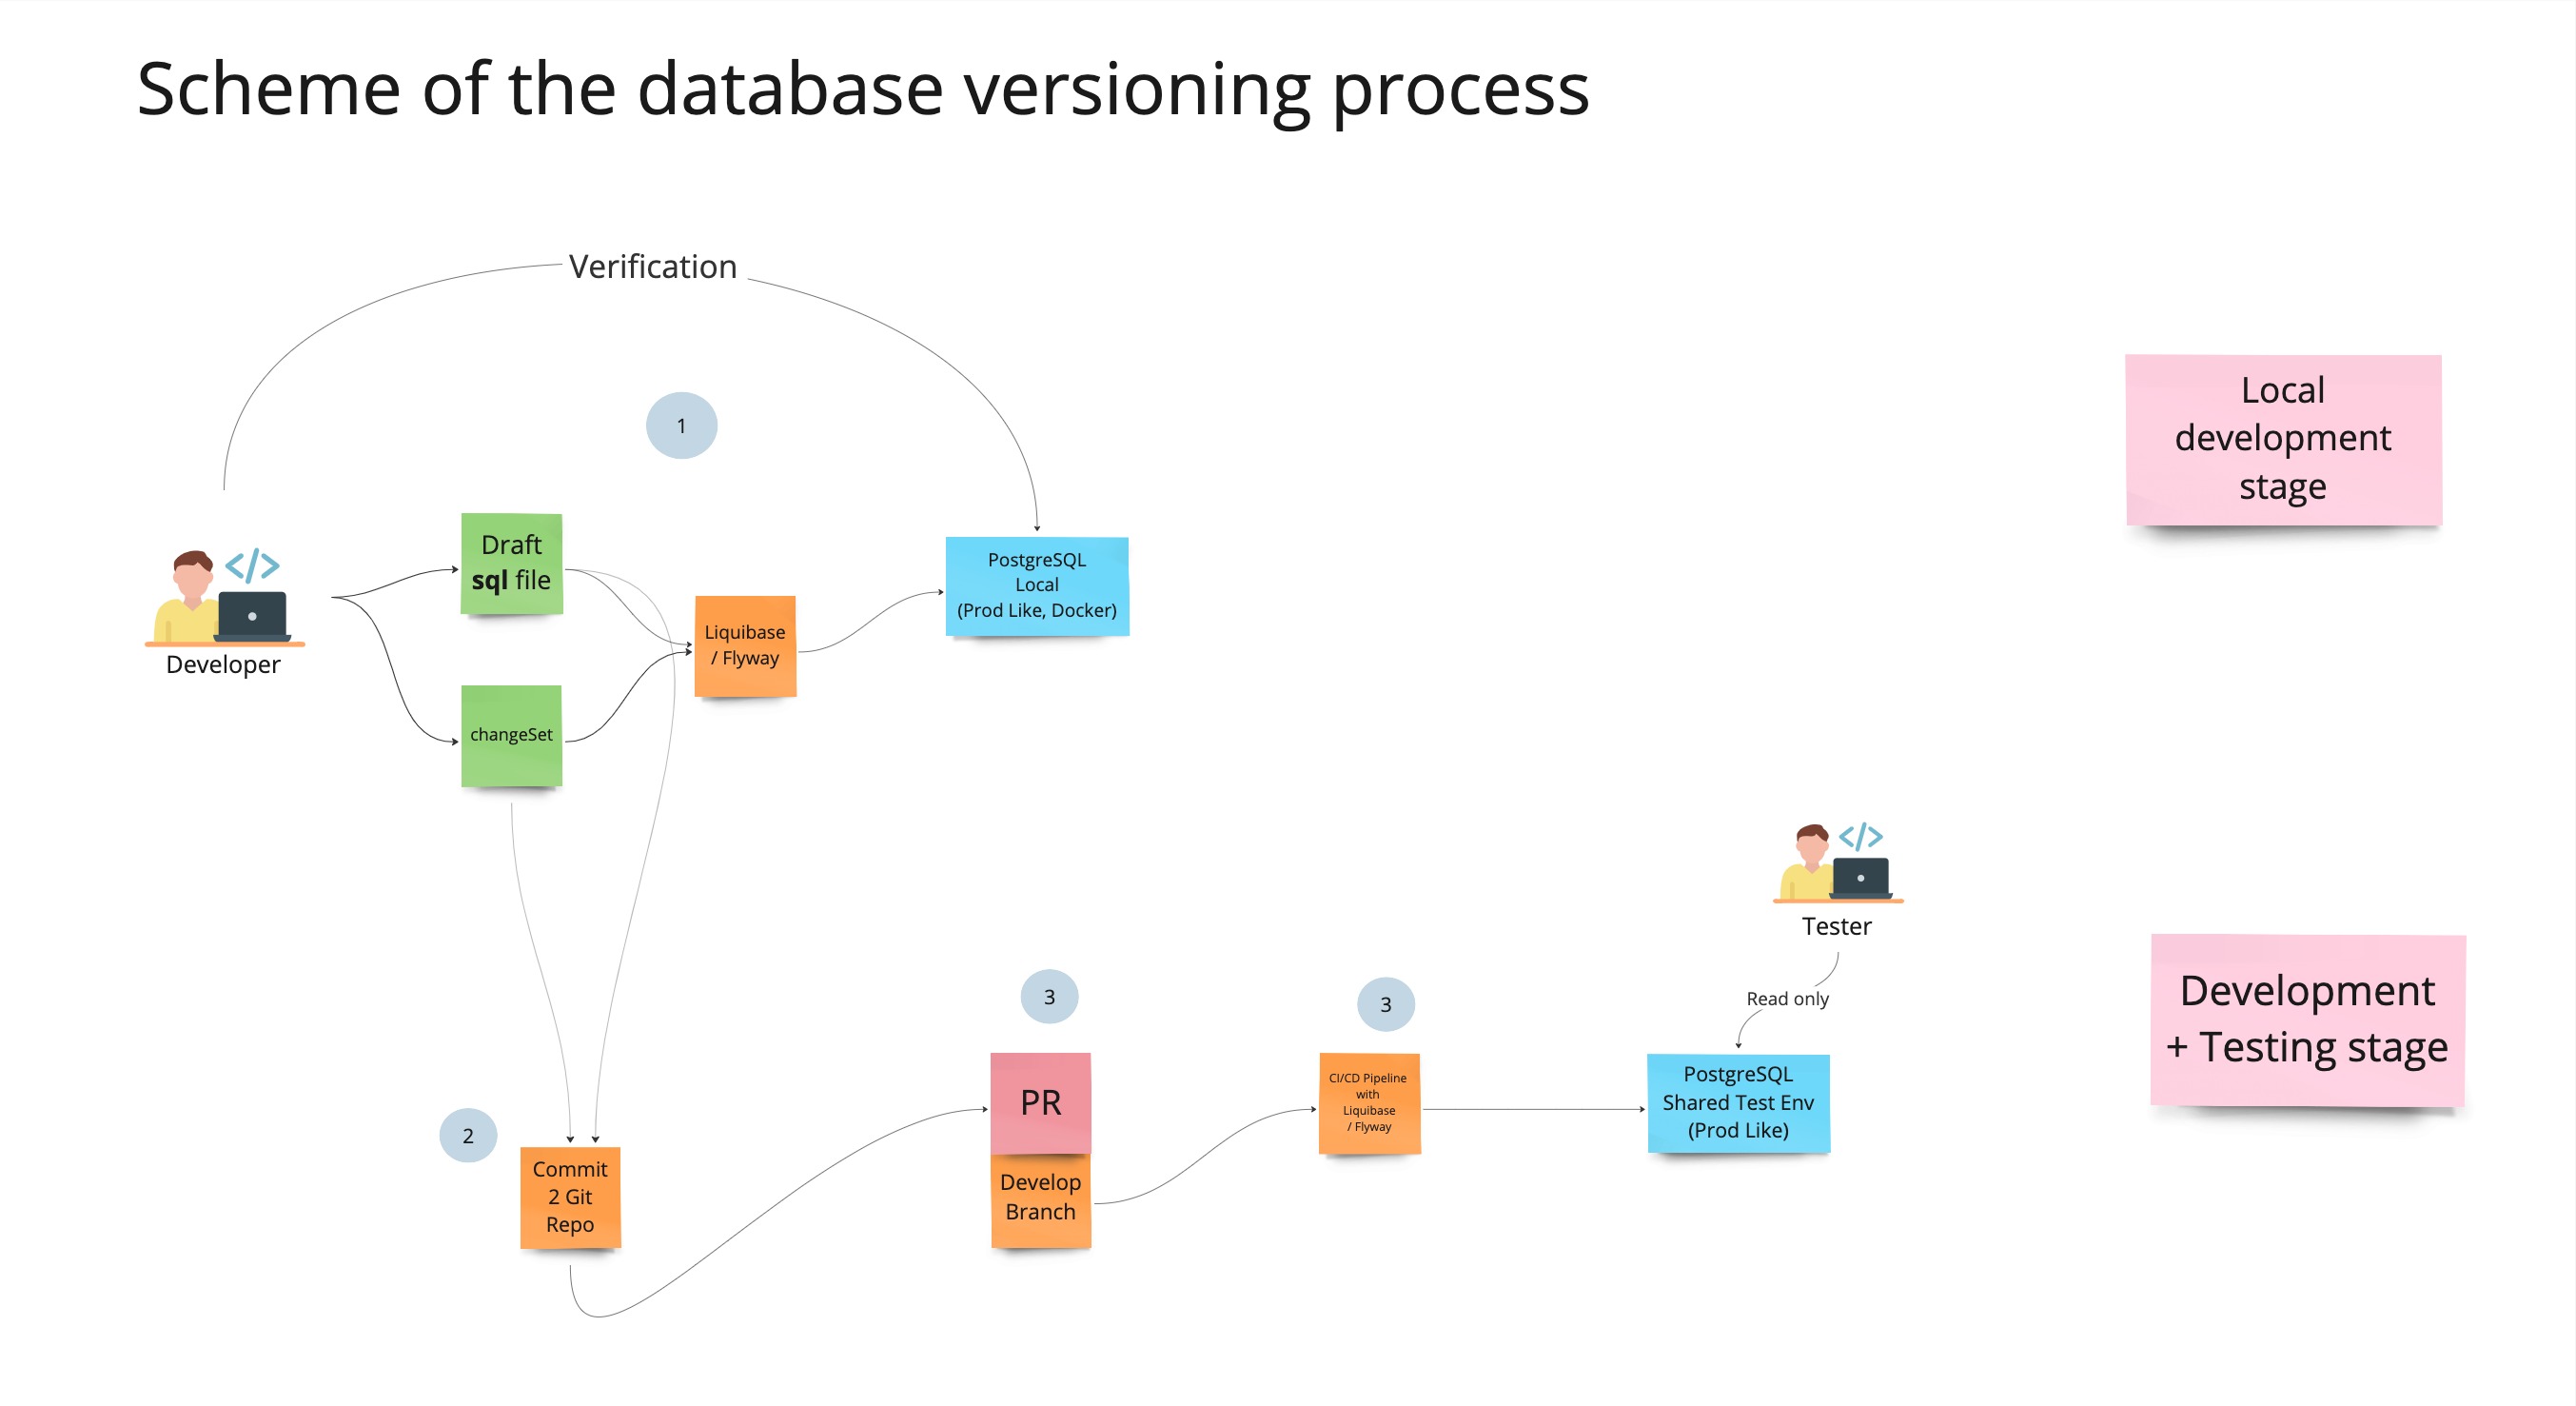 Scheme of the database versioning process
Verification
1
Local
development
stage
Draft
sql file
PostgreSQL
Local
(Prod Like, Docker)
Liquibase
/ Flyway
Developer
changeSet
Tester
Read only
Development
+ Testing stage
3
3
PR
Develop
Branch
CI/CD Pipeline
with
Liquibase
/ Flyway
PostgreSQL
Shared Test Env
(Prod Like)
2
Commit
2 Git
Repo